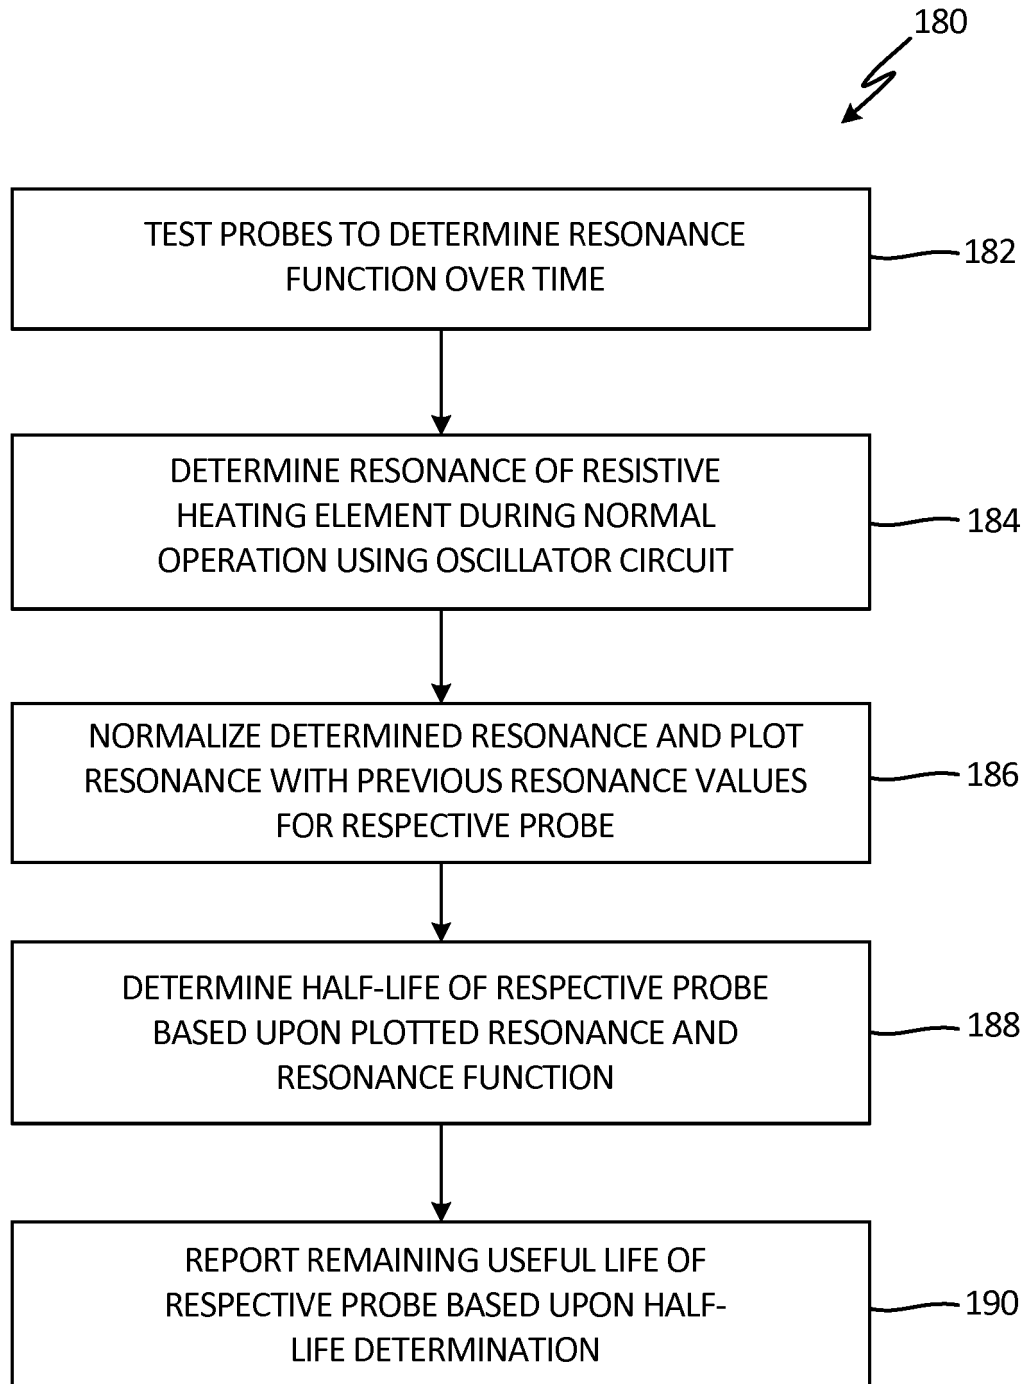 180
TEST PROBES TO DETERMINE RESONANCE
FUNCTION OVER TIME
182
DETERMINE RESONANCE OF RESISTIVE
HEATING ELEMENT DURING NORMAL
OPERATION USING OSCILLATOR CIRCUIT
184
NORMALIZE DETERMINED RESONANCE AND PLOT
RESONANCE WITH PREVIOUS RESONANCE VALUES
FOR RESPECTIVE PROBE
186
DETERMINE HALF-LIFE OF RESPECTIVE PROBE
BASED UPON PLOTTED RESONANCE AND
RESONANCE FUNCTION
188
REPORT REMAINING USEFUL LIFE OF
RESPECTIVE PROBE BASED UPON HALF-
LIFE DETERMINATION
190